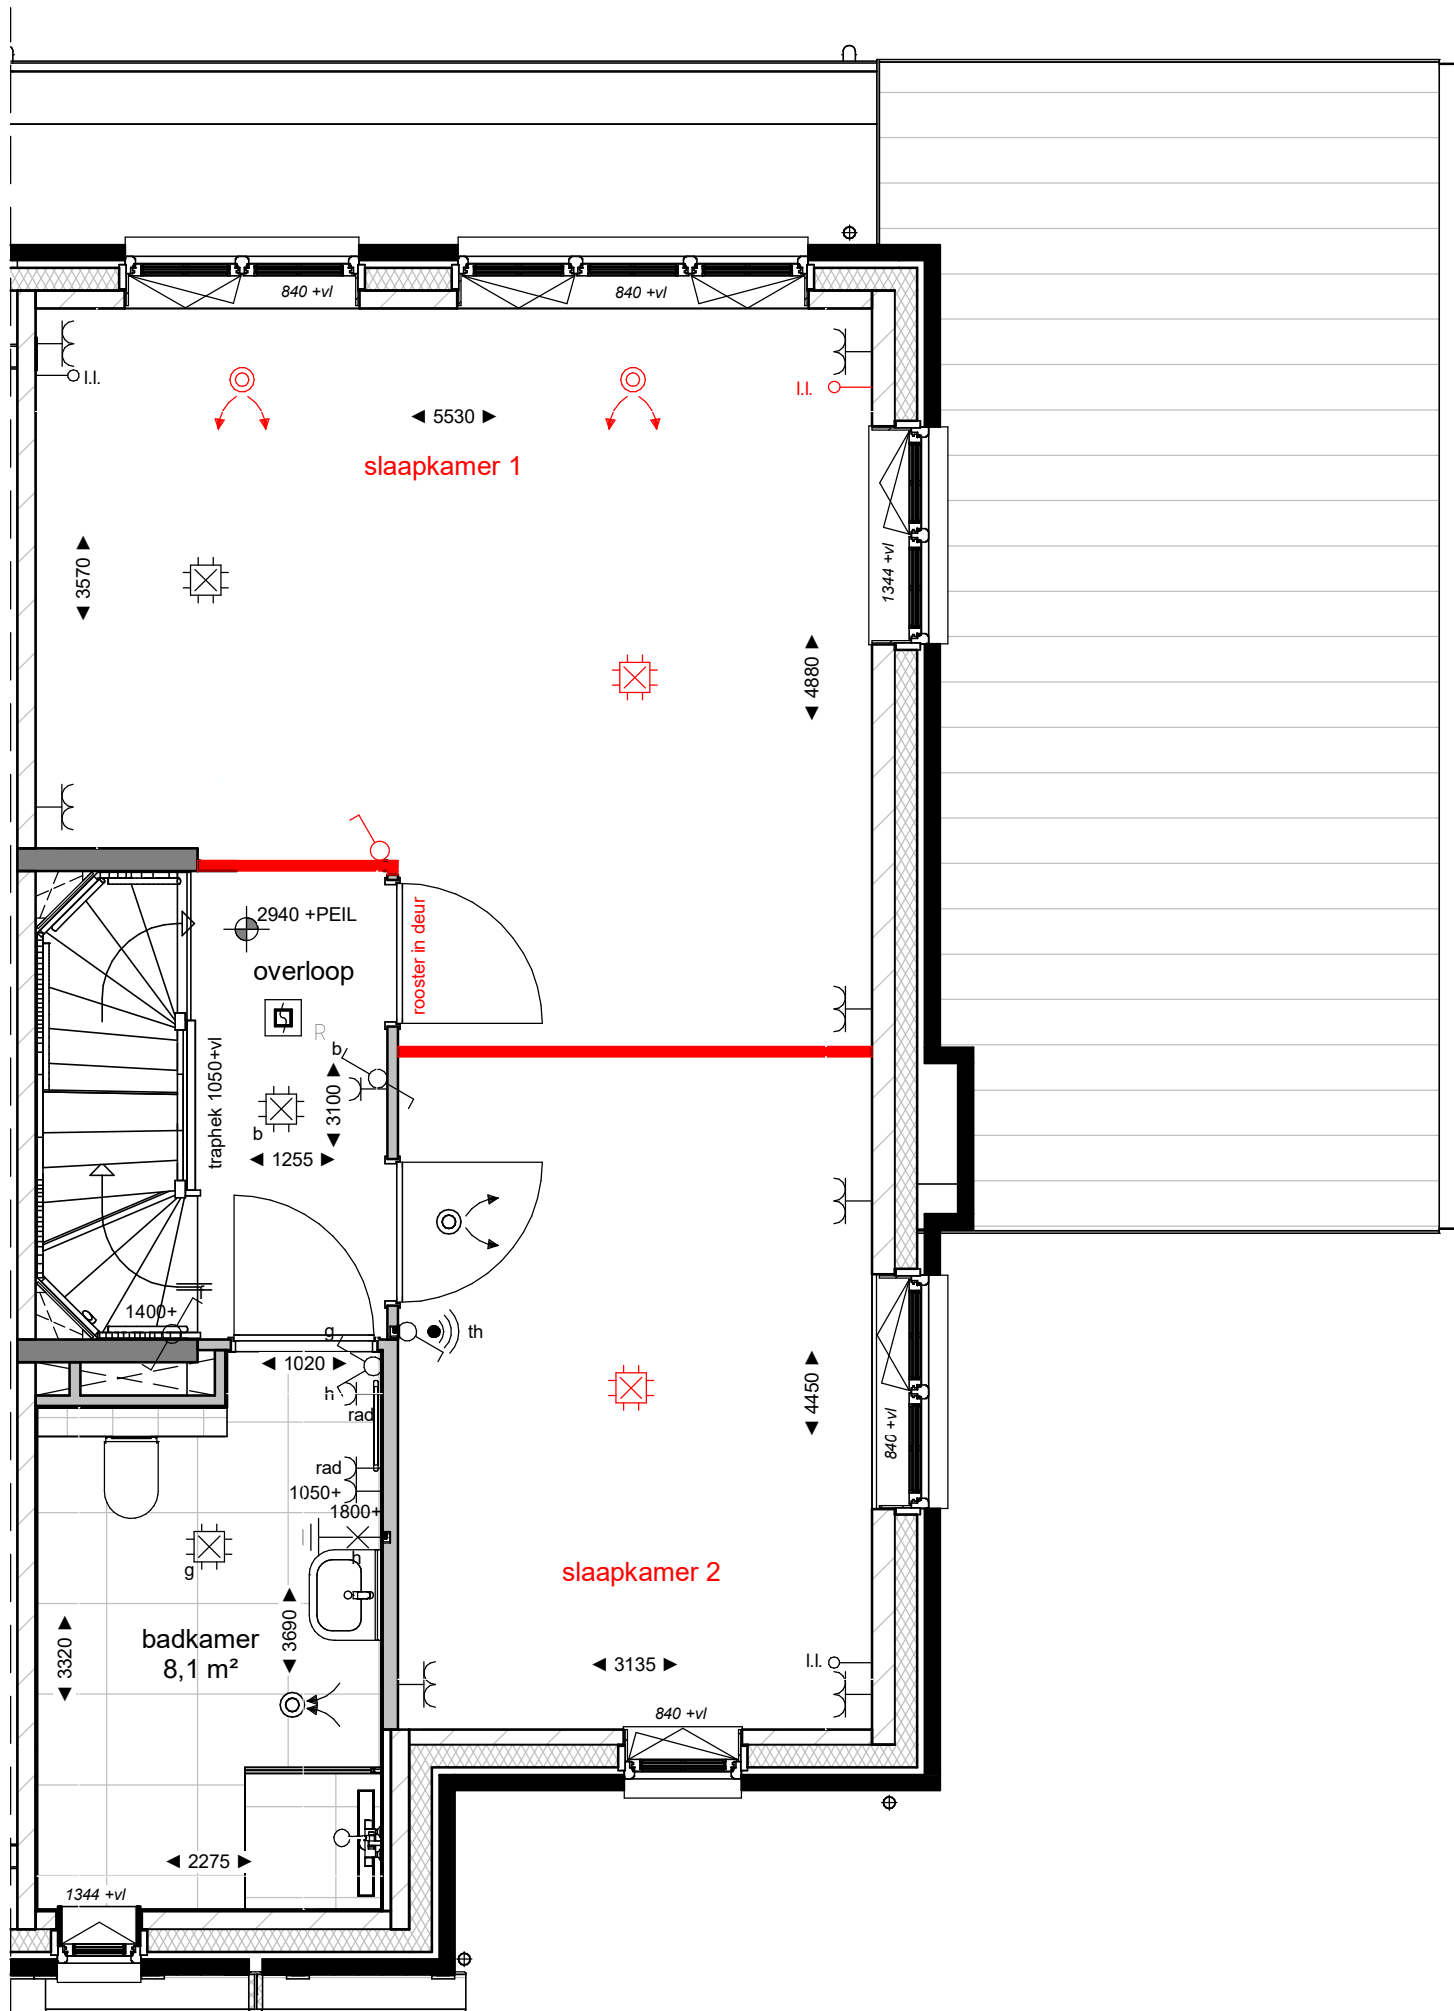 840 +vl
840 +vl
l.l.
l.l.
5530
slaapkamer 1
3570
1344 +vl
4880
2940 +PEIL
overloop
rooster in deur
R
b
traphek 1050+vl
3100
b
1255
1400+
g
th
1020
h
rad
4450
840 +vl
rad
1050+
1800+
h
g
slaapkamer 2
3690
3320
badkamer
8,1 m²
l.l.
3135
840 +vl
2275
1344 +vl